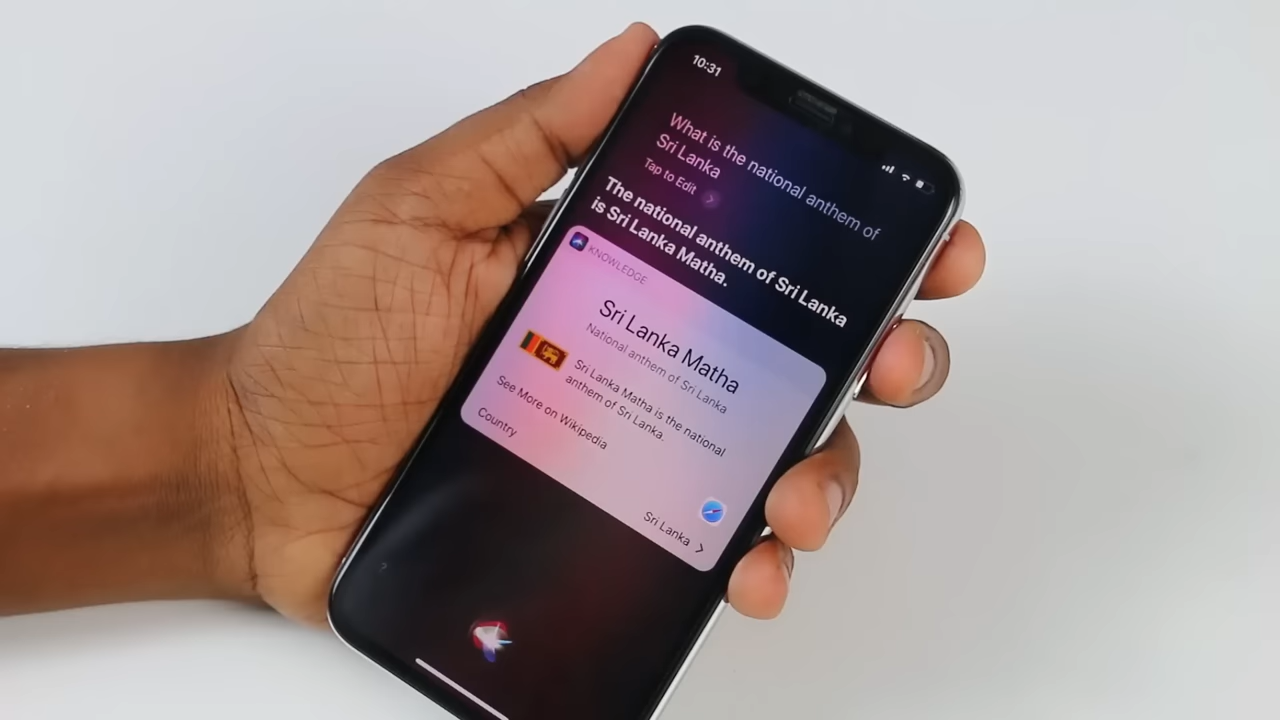 10:31
What is the national anthem of
Sri Lanka
Tap to Edit
The national anthem of Sri Lanka
is Sri Lanka Matha.
KNOWLEDGE
Sri Lanka Matha
National anthem of Sri Lanka
Sri Lanka Matha is the national
anthem of Sri Lanka.
See More on Wikipedia
Country
Sri Lanka
?